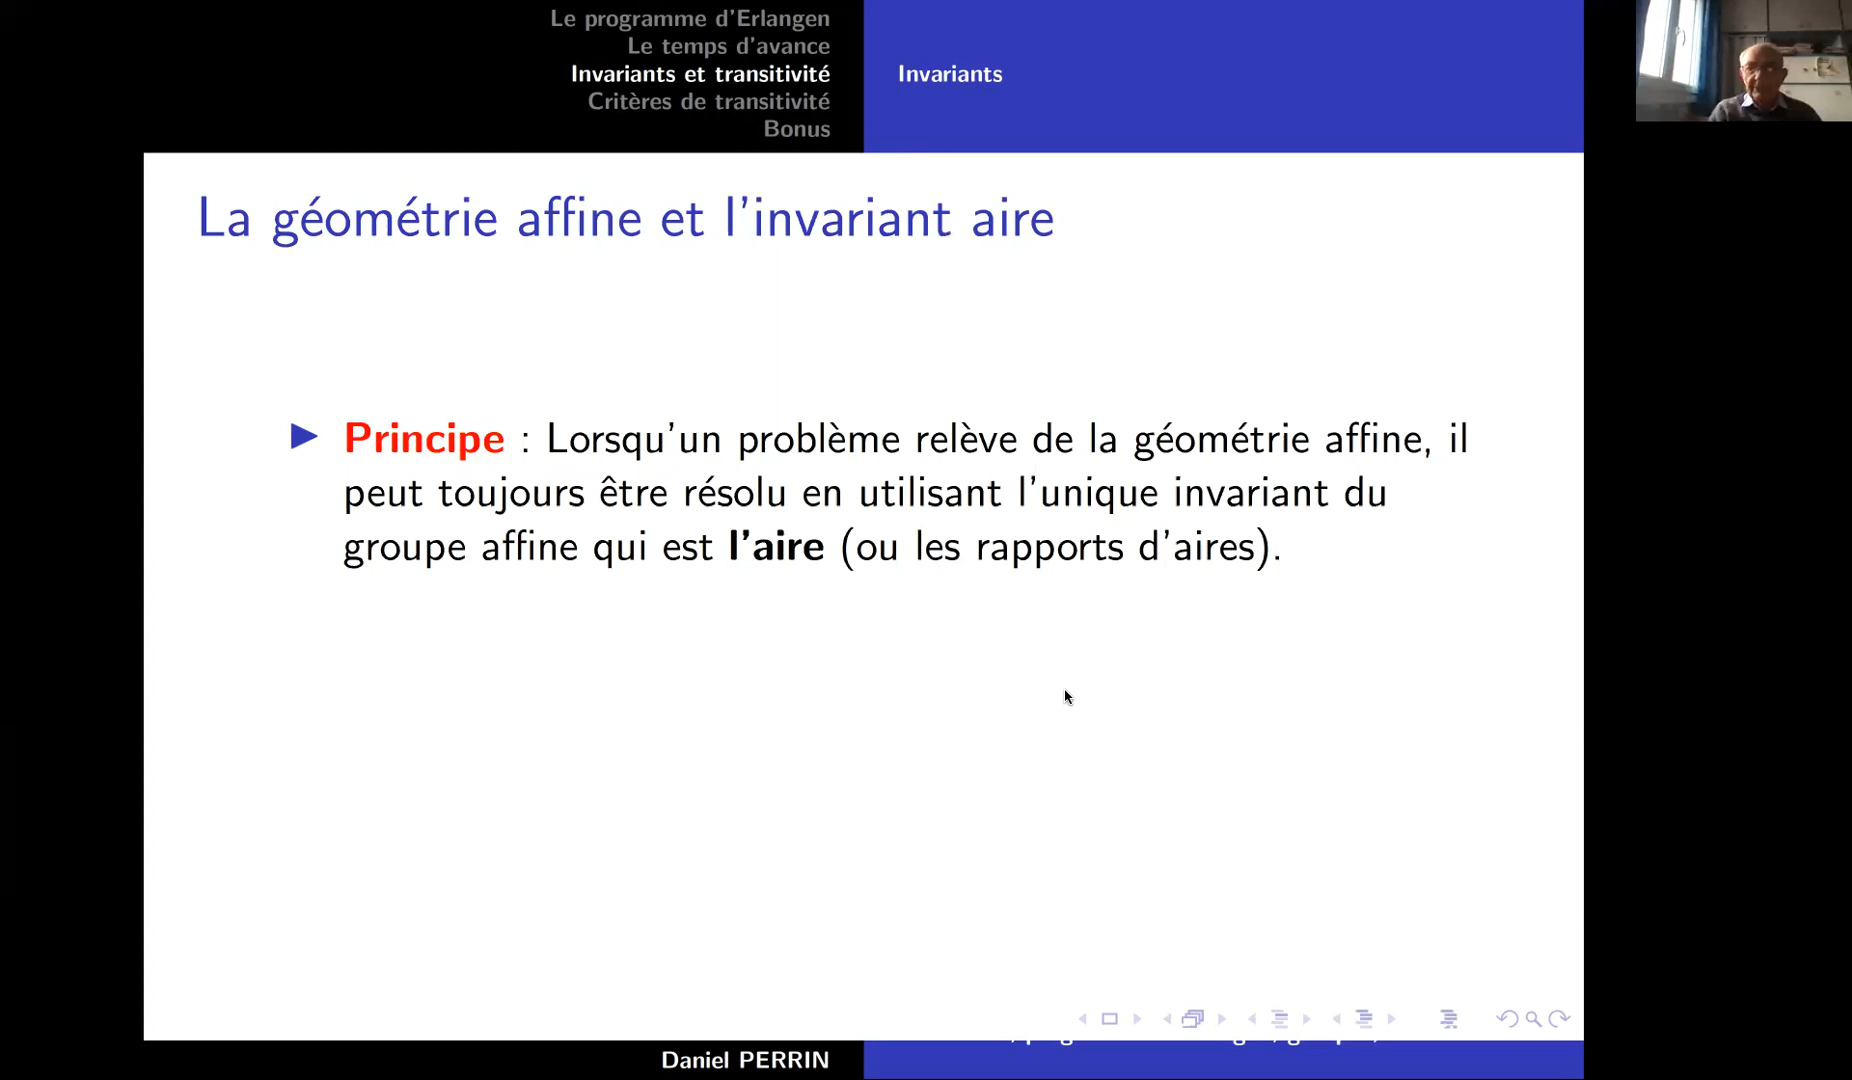 Le programme d'Erlangen
Le temps d'avance
Invariants et transitivité
Critères de transitivité
Bonus
Invariants
La géométrie affine et l'invariant aire
Principe : Lorsqu'un problème relève de la géométrie affine, il
peut toujours être résolu en utilisant l'unique invariant du
groupe affine qui est l'aire (ou les rapports d'aires).
Daniel PERRIN